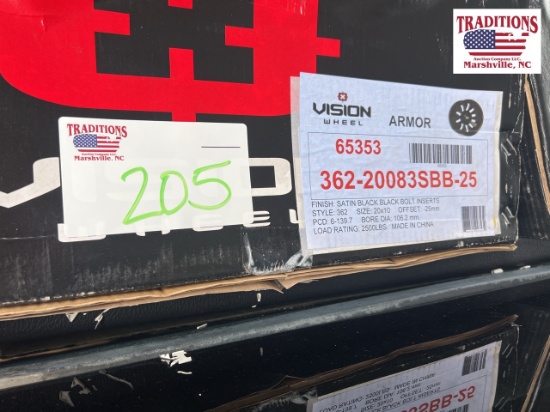 TRADITIONS
Auction Company LLC.
Marshville, NC
TRADITIONS
Marshville, NC
205
VISION
WHEEL
ARMOR
65353
362-20083SBB-25
FINISH: SATIN BLACK BLACK BOLT INSERTS
STYLE: 362 SIZE: 20x10 OFFSET: -25mm
PCD: 6-139.7 BORE DIA: 106.2 mm
LOAD RATING: 2500LBS MADE IN CHINA